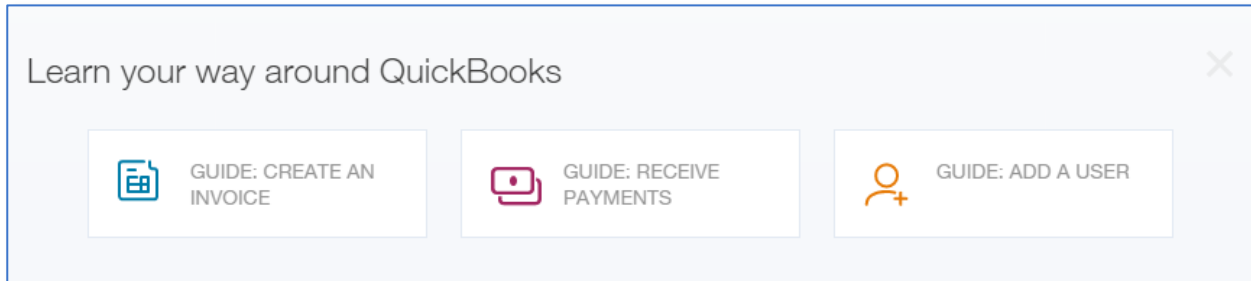 Learn your way around QuickBooks
GUIDE: CREATE AN
INVOICE
GUIDE: RECEIVE
PAYMENTS
GUIDE: ADD A USER